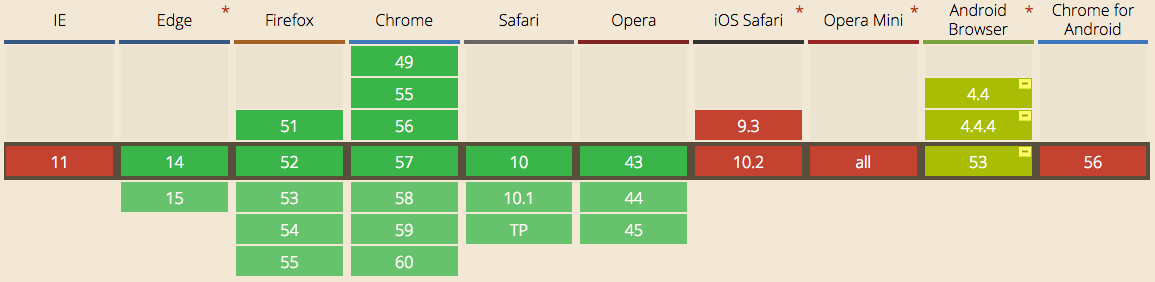 IE Edge * Firefox Chrome Safari Opera iOS Safari * Opera Mini * Android Browser * Chrome for Android
49
55 4.4
51 56 9.3 4.4.4
11 14 52 57 10 43 10.2 all 53 56
15 53 58 10.1 44
54 59 TP 45
55 60